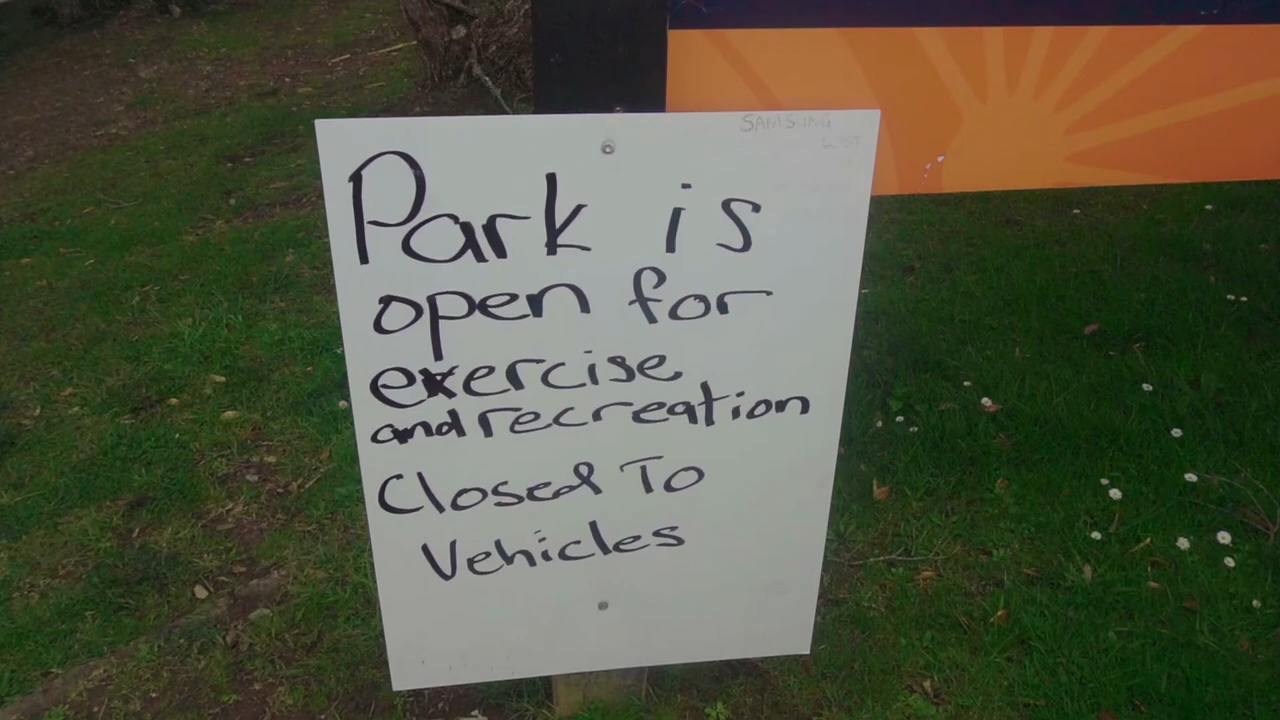 SAMSUNG
Park is
open for
exercise
and recreation
Closed To
Vehicles